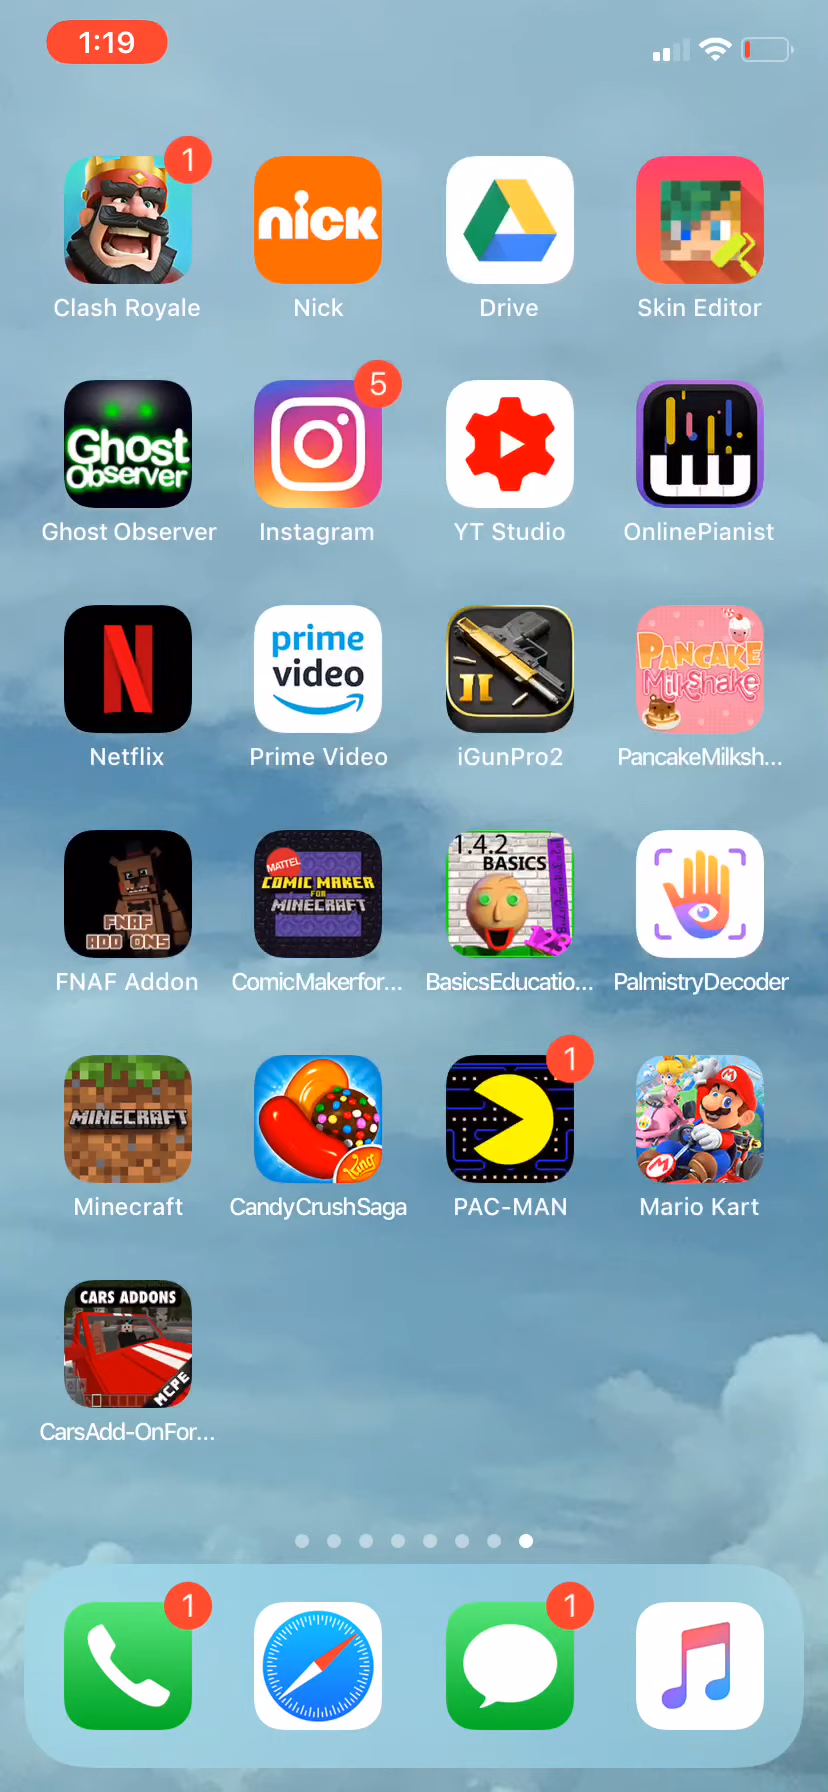 1:19
1
nick
Clash Royale
Nick
Drive
Skin Editor
5
Ghost
Observer
Ghost Observer
Instagram
YT Studio
OnlinePianist
N
prime
video
II
PANCAKE
Milkshake
Netflix
Prime Video
iGunPro2
PancakeMilksh...
FNAF
ADD ONS
MATTEL
COMIC MAKER
FOR
MINECRAFT
1.4.2
BASICS
123
FNAF Addon
ComicMakerfor...
BasicsEducatio...
PalmistryDecoder
1
MINECRAFT
King
M
M
Minecraft
CandyCrushSaga
PAC-MAN
Mario Kart
CARS ADDONS
MCPE
CarsAdd-OnFor...
1
1